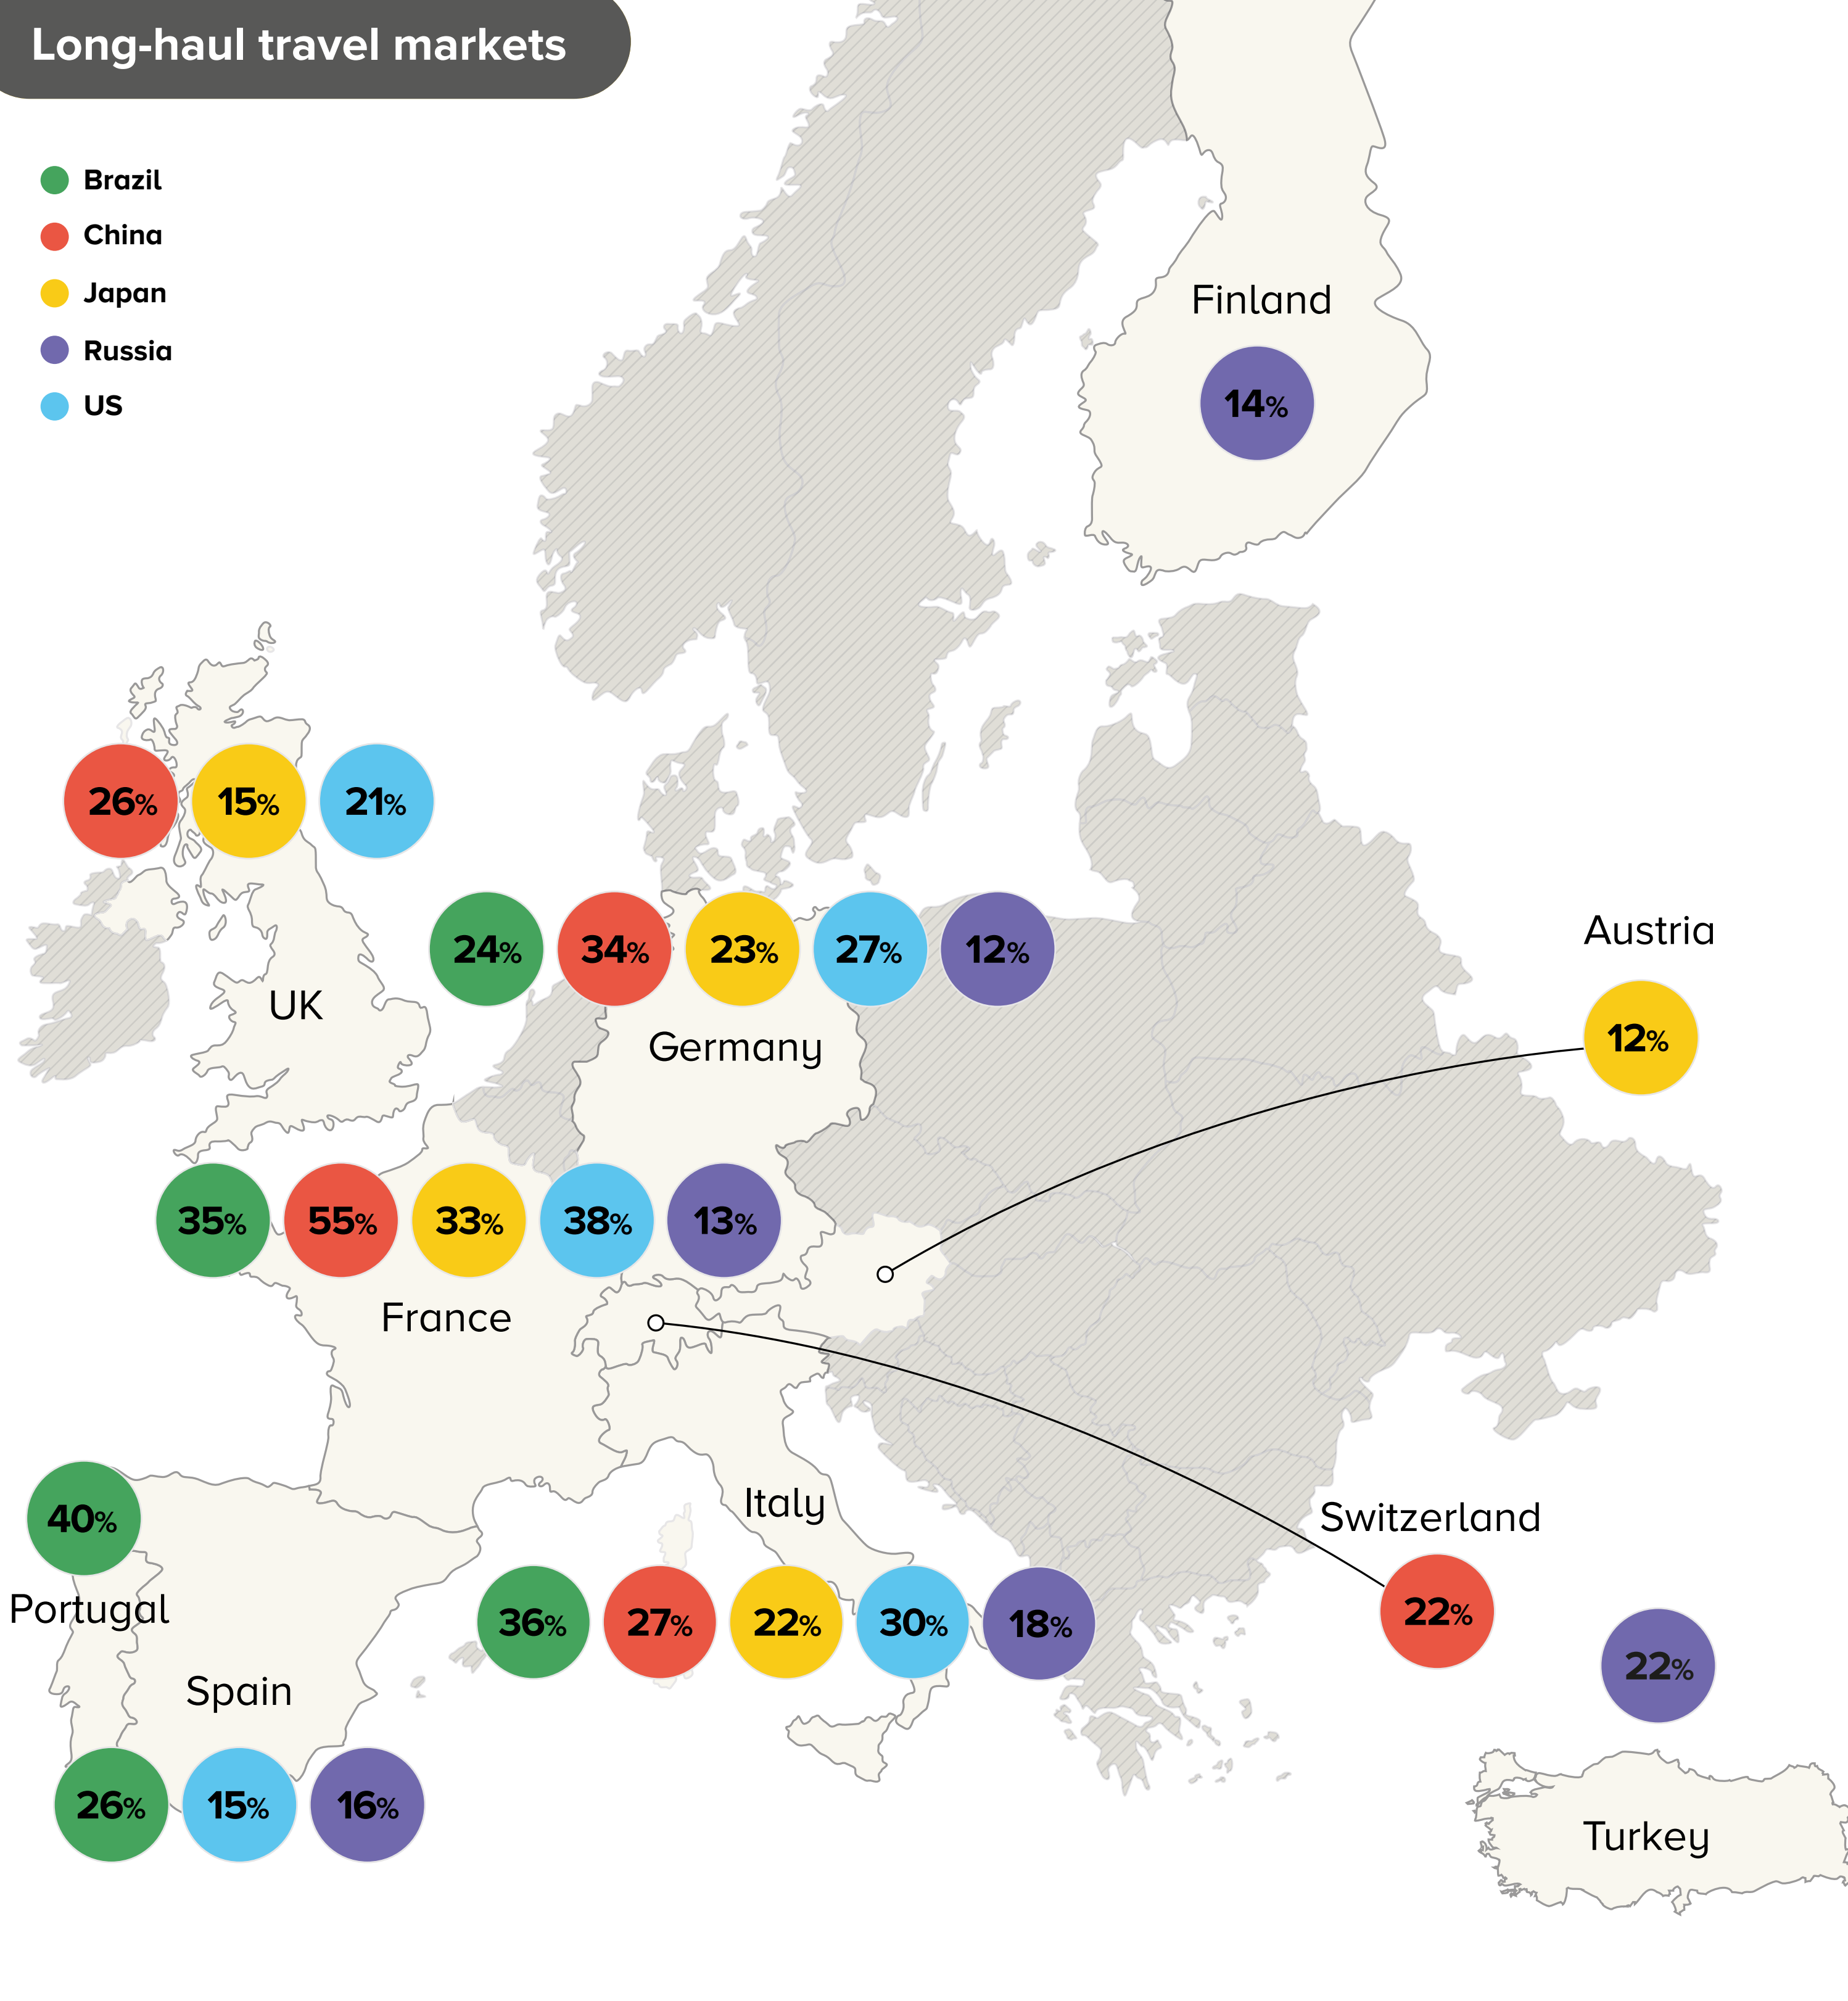 Long-haul travel markets
Brazil
China
Japan
Russia
US
Finland
14%
26% 15% 21%
UK
24% 34% 23% 27% 12%
Germany
Austria
12%
35% 55% 33% 38% 13%
France
40%
Portugal
Italy
36% 27% 22% 30% 18%
Switzerland
22%
Spain
26% 15% 16%
22%
Turkey